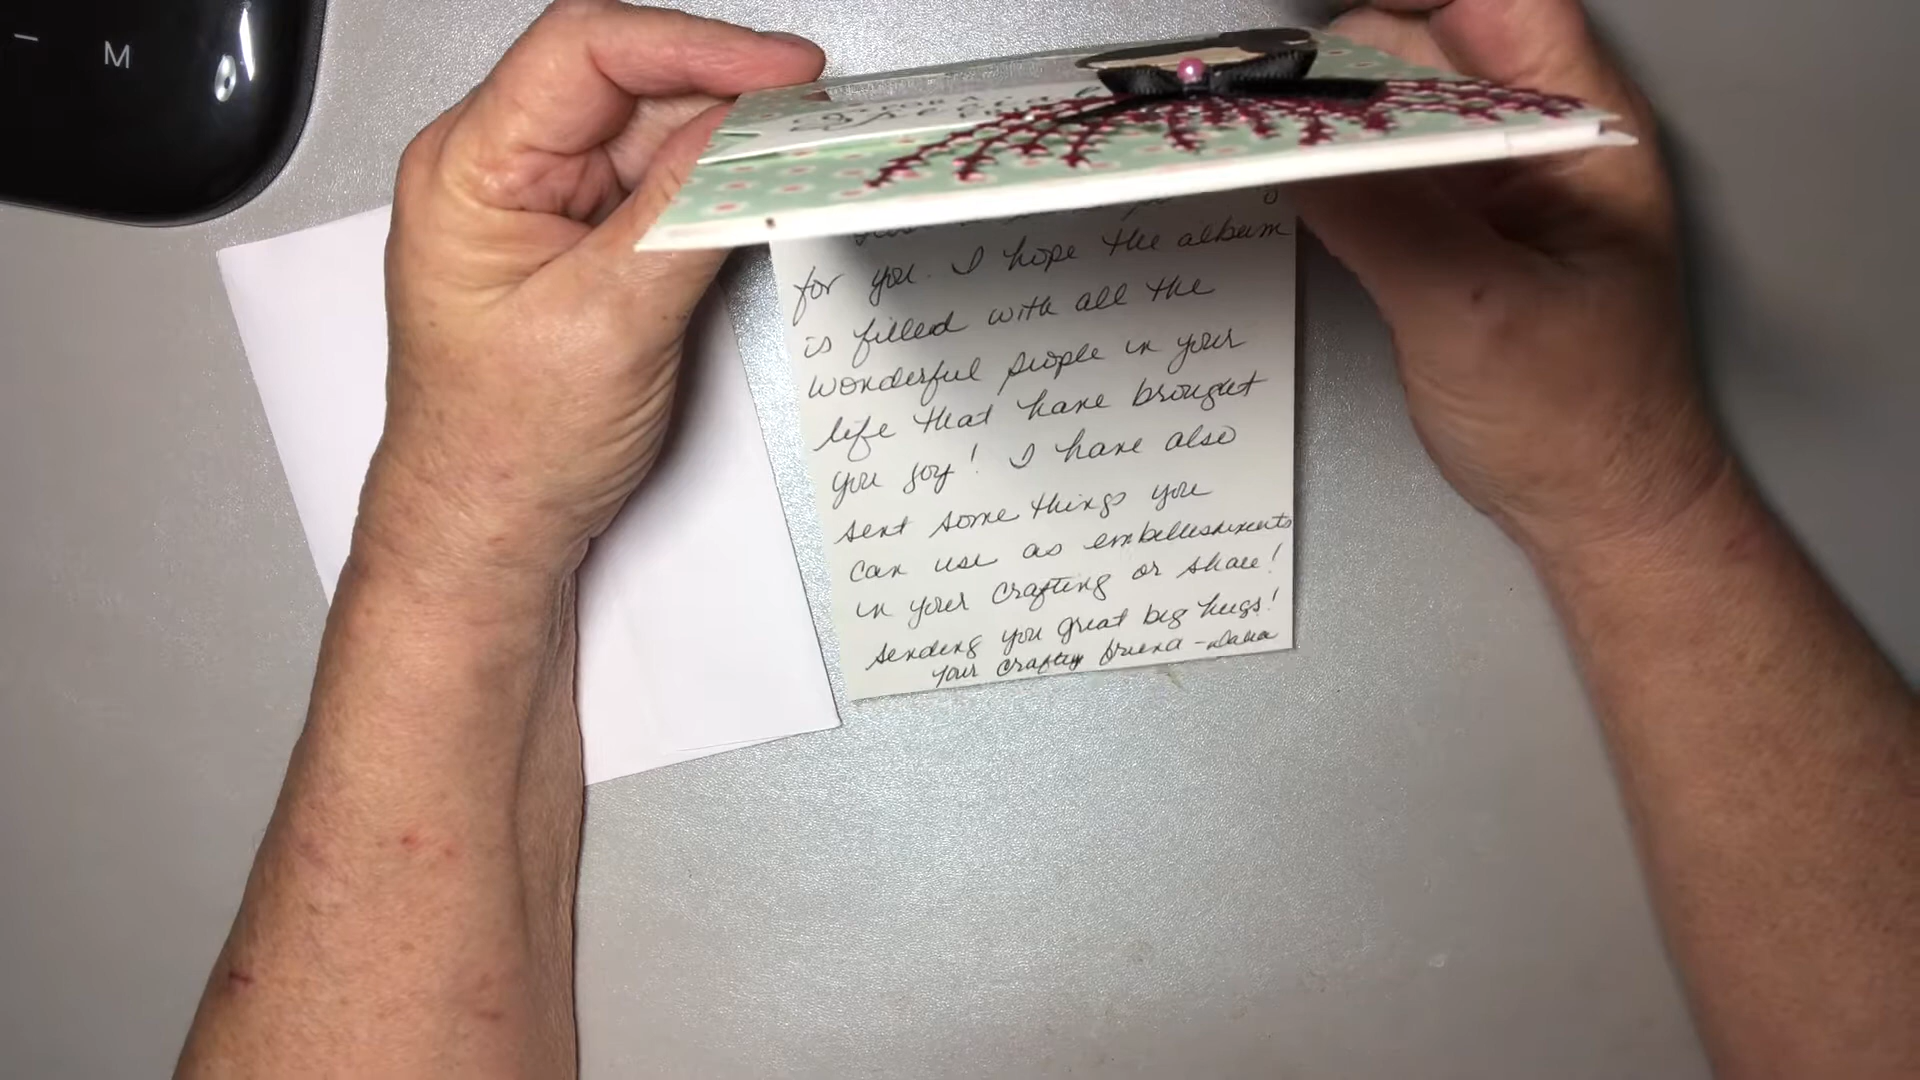 M
FOR A
for you. I hope the album
is filled with all the
wonderful people in your
life that have brought
you joy! I have also
sent some things you
can use as embellishments
in your crafting or share!
Sending you great big hugs!
Your crafty friend -